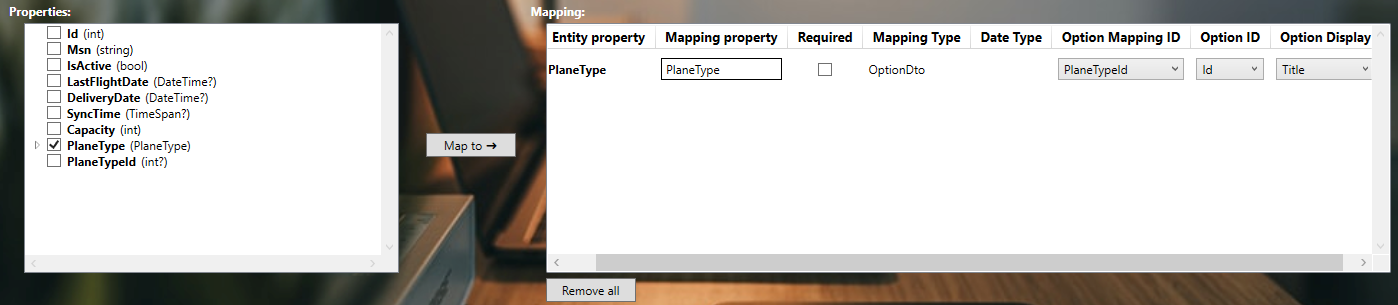 Properties:
Id (int)
Msn (string)
IsActive (bool)
LastFlightDate (DateTime?)
DeliveryDate (DateTime?)
SyncTime (TimeSpan?)
Capacity (int)
PlaneType (PlaneType)
PlaneTypeId (int?)
Map to ➜
Mapping:
Entity property Mapping property Required Mapping Type Date Type Option Mapping ID Option ID Option Display
PlaneType PlaneType OptionDto PlaneTypeId Id Title
Remove all